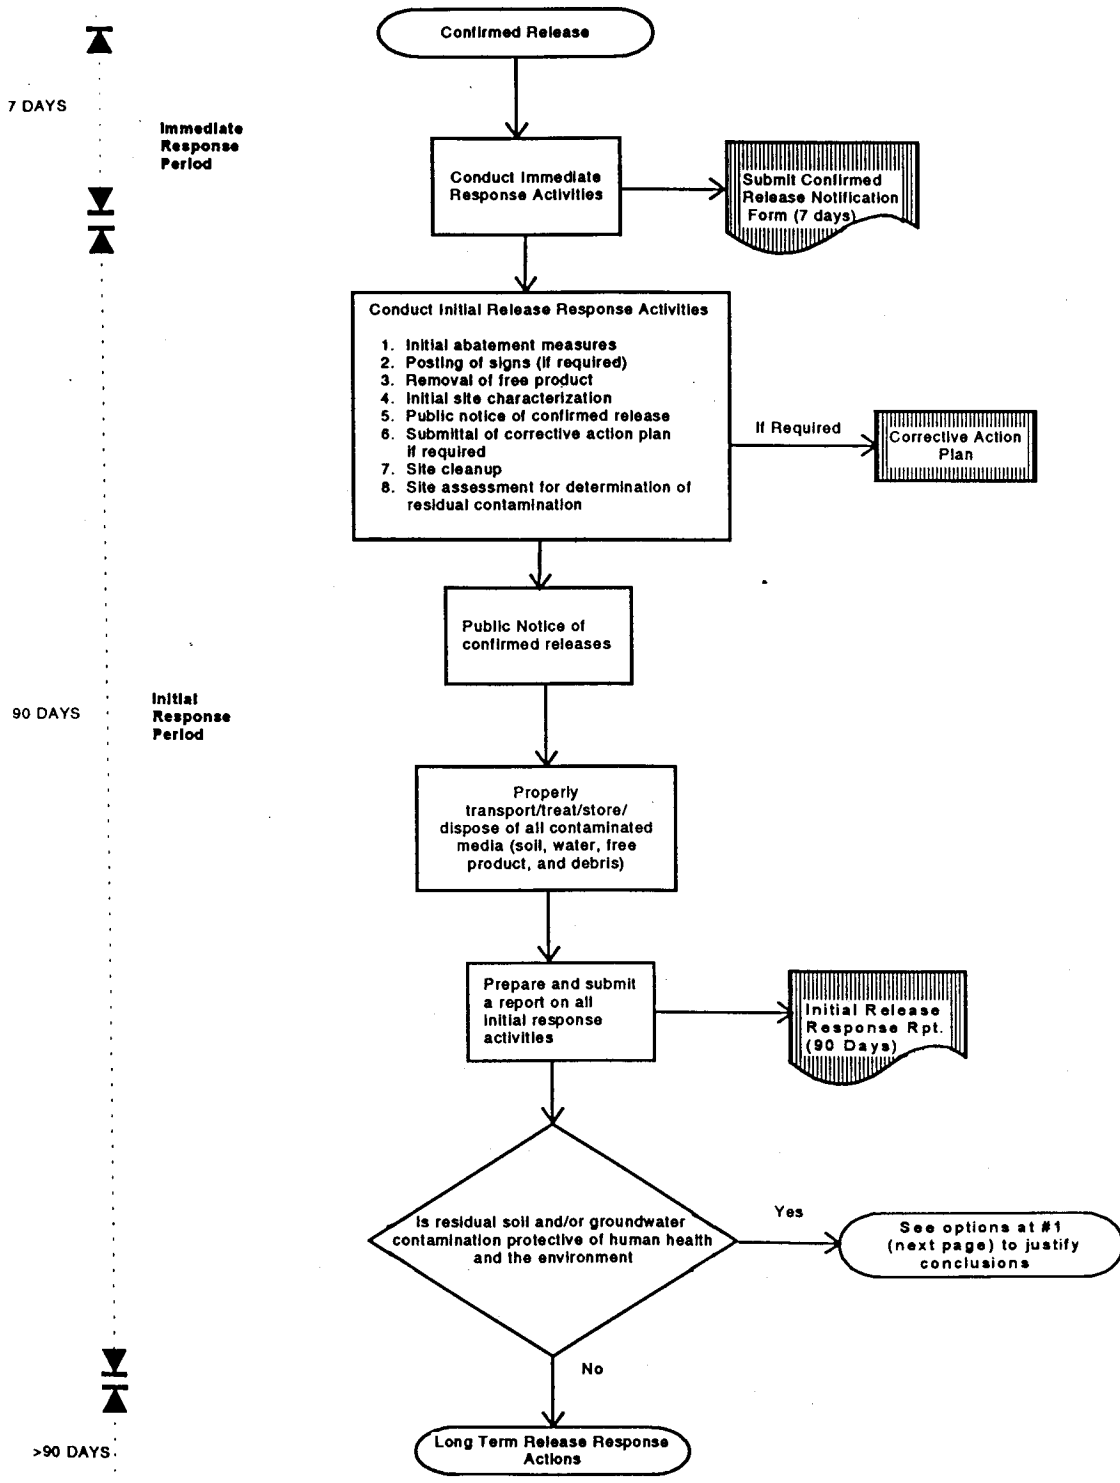 Confirmed Release
7 DAYS
Immediate
Response
Period
Conduct Immediate
Response Activities
Submit Confirmed
Release Notification
Form (7 days)
Conduct Initial Release Response Activities
1. Initial abatement measures
2. Posting of signs (if required)
3. Removal of free product
4. Initial site characterization
5. Public notice of confirmed release
6. Submittal of corrective action plan
if required
7. Site cleanup
8. Site assessment for determination of
residual contamination
If Required
Corrective Action
Plan
Public Notice of
confirmed releases
90 DAYS
Initial
Response
Period
Properly
transport/treat/store/
dispose of all contaminated
media (soil, water, free
product, and debris)
Prepare and submit
a report on all
initial response
activities
Initial Release
Response Rpt.
(90 Days)
Is residual soil and/or groundwater
contamination protective of human health
and the environment
Yes
See options at #1
(next page) to justify
conclusions
No
>90 DAYS
Long Term Release Response
Actions